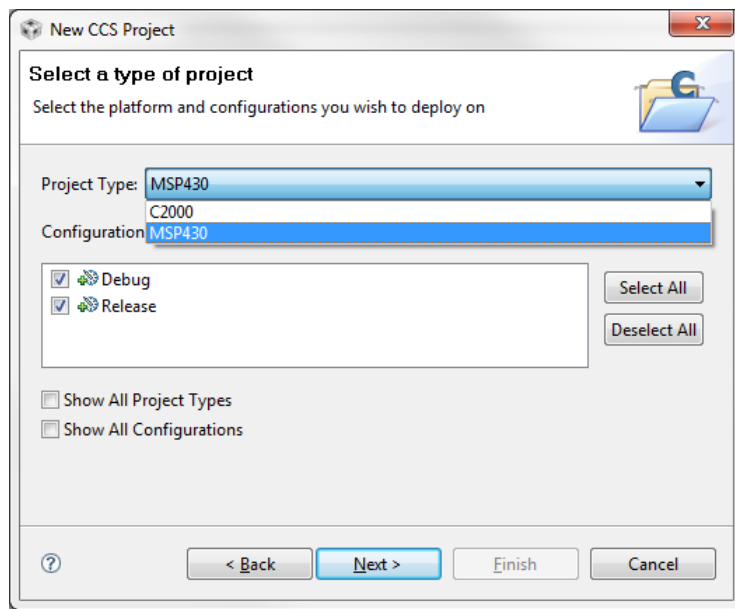 New CCS Project
Select a type of project
Select the platform and configurations you wish to deploy on
Project Type: MSP430
C2000
Configuration MSP430
Debug
Select All
Release
Deselect All
Show All Project Types
Show All Configurations
? < Back Next > Finish Cancel